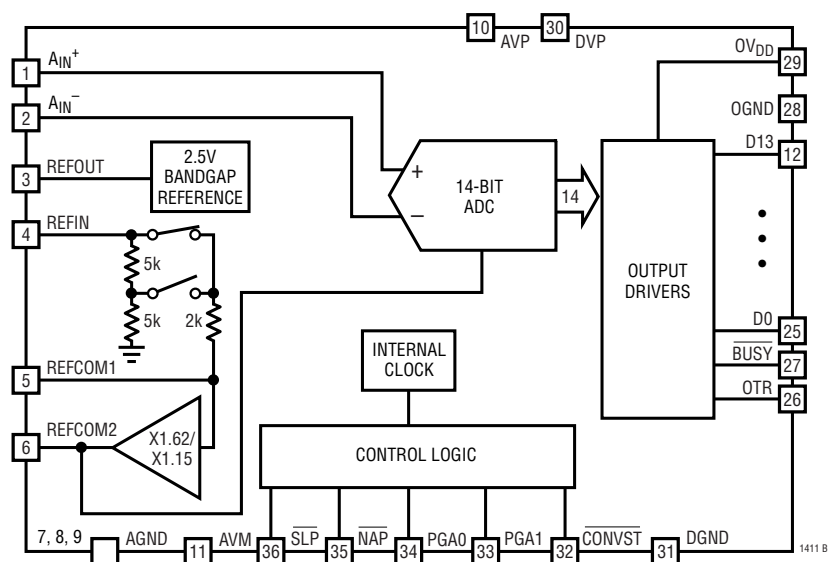 10 AVP 30 DVP
1 AIN+
OVDD 29
2 AIN−
OGND 28
D13 12
3 REFOUT
2.5V
BANDGAP
REFERENCE
+
−
14-BIT
ADC
14
4 REFIN
5k
5k
2k
OUTPUT
DRIVERS
D0 25
BUSY 27
OTR 26
INTERNAL
CLOCK
5 REFCOM1
6 REFCOM2
X1.62/
X1.15
CONTROL LOGIC
7, 8, 9 AGND 11 AVM 36 SLP 35 NAP 34 PGA0 33 PGA1 32 CONVST 31 DGND
1411 B